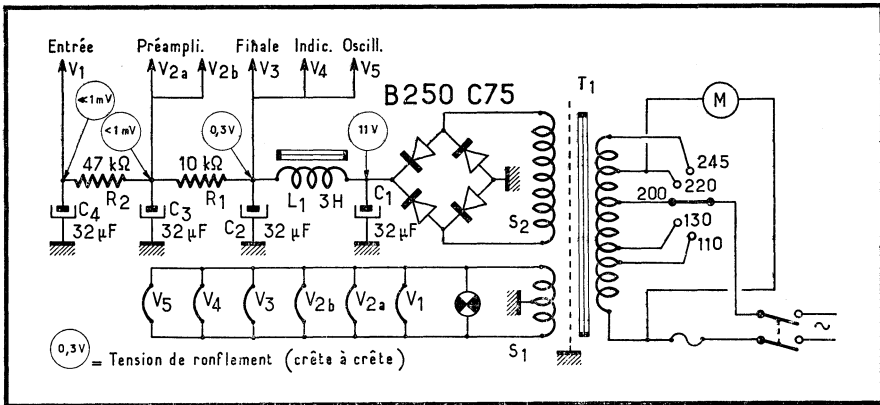 Entrée Préampli. Finale Indic. Oscill.
V1 V2a V2b V3 V4 V5
B250 C75
T1
M
≪1mV
<1mV
0,3V
11V
47 kΩ
R2
10 kΩ
R1
L1 3H
C4
32 µF
C3
32 µF
C2
32 µF
C1
32 µF
S2
245
220
200
130
110
V5 V4 V3 V2b V2a V1
S1
~
0,3V = Tension de ronflament (crête à crête)